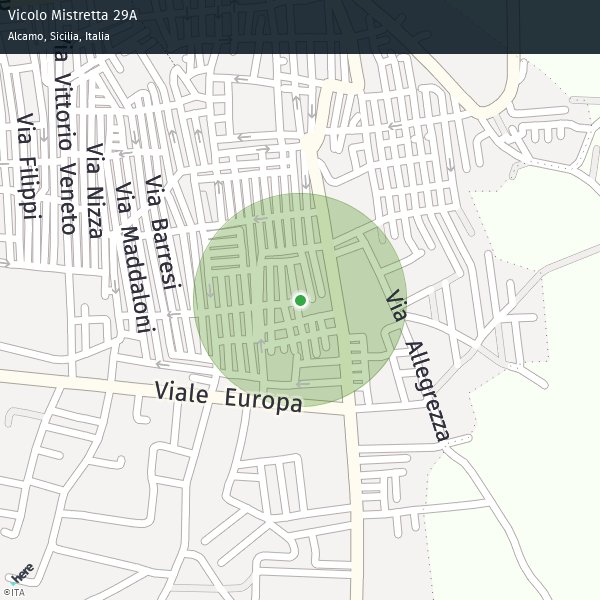 Vicolo Mistretta 29A
Alcamo, Sicilia, Italia
Via Vittorio Veneto
Via Filippi
Via Nizza
Via Maddaloni
Via Barresi
Via Allegrezza
Viale Europa
here
©ITA